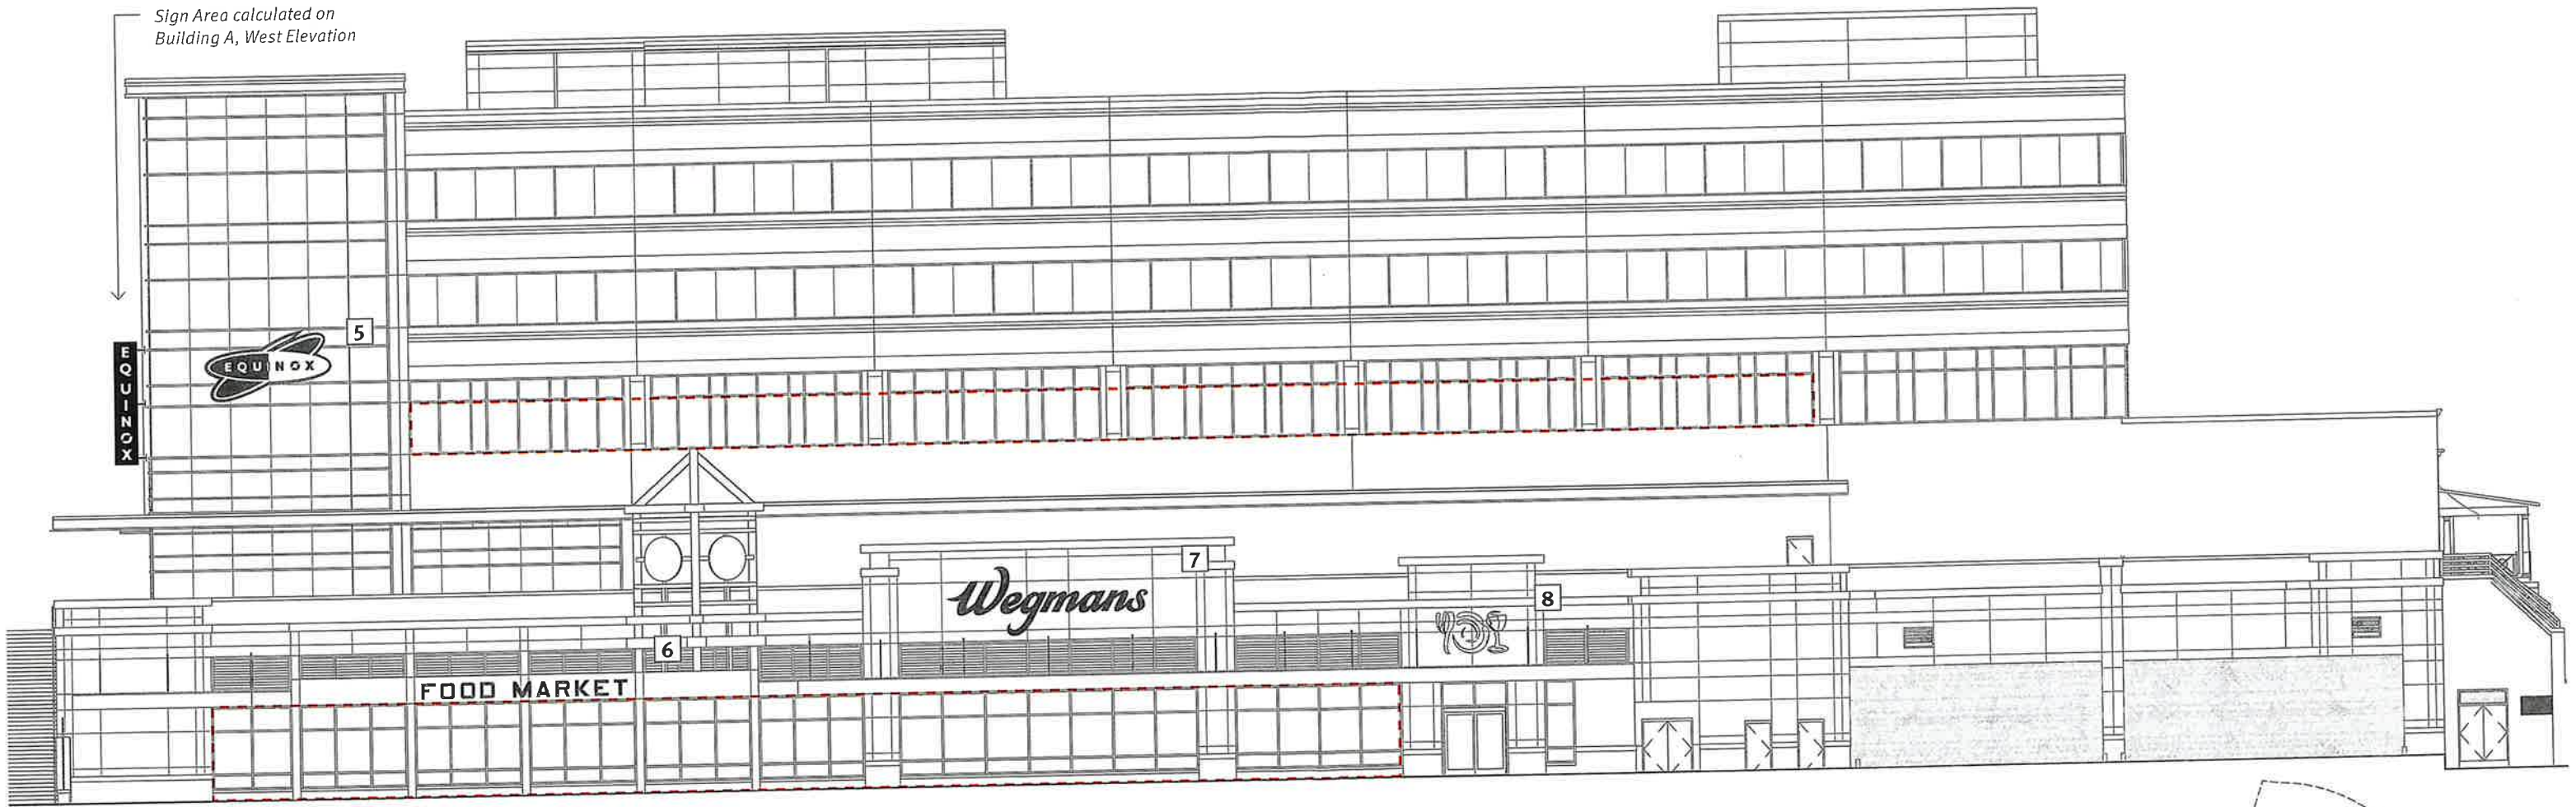 Sign Area calculated on
Building A, West Elevation
5
EQUINOX
EQUINOX
7
Wegmans
8
6
FOOD MARKET